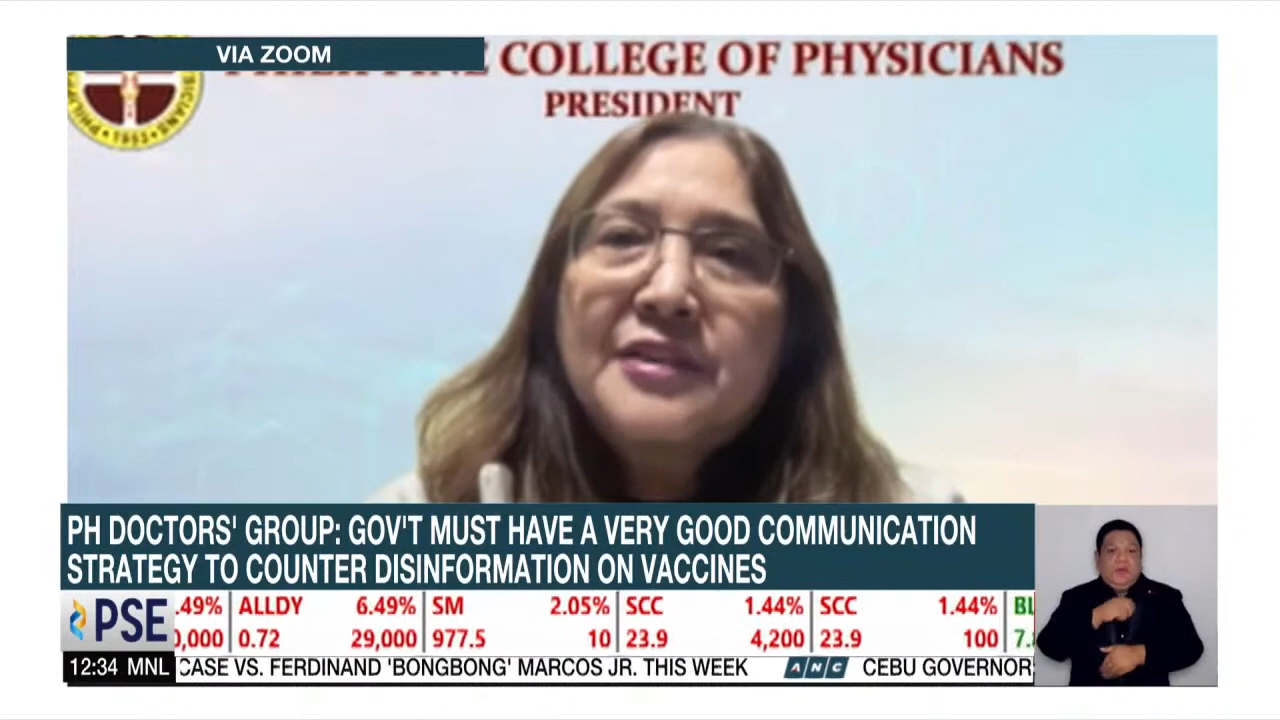 VIA ZOOM
COLLEGE OF PHYSICIANS
PRESIDENT
1953
PH DOCTORS' GROUP: GOV'T MUST HAVE A VERY GOOD COMMUNICATION
STRATEGY TO COUNTER DISINFORMATION ON VACCINES
PSE
.49% ALLDY 6.49% SM 2.05% SCC 1.44% SCC 1.44%
0,000 0.72 29,000 977.5 10 23.9 4,200 23.9 100
12:34 MNL CASE VS. FERDINAND 'BONGBONG' MARCOS JR. THIS WEEK ANC CEBU GOVERNOR